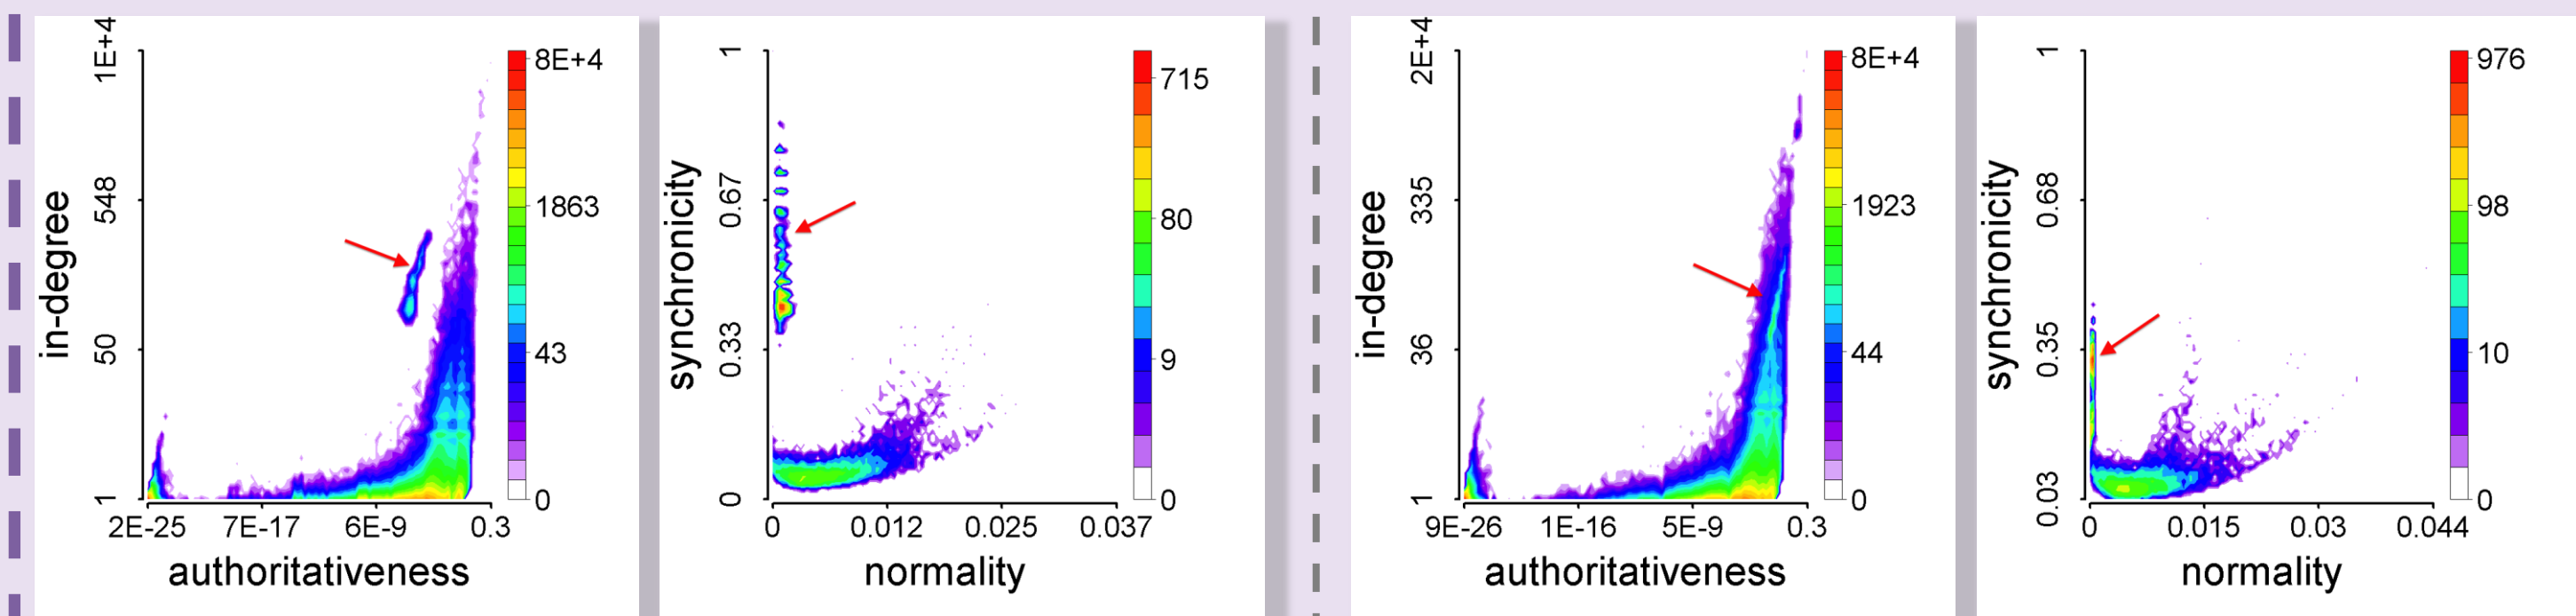 in-degree
1E+4
548
50
1
2E-25 7E-17 6E-9 0.3
authoritativeness
8E+4
1863
43
0
synchronicity
1
0.67
0.33
0
0 0.012 0.025 0.037
normality
715
80
9
0
in-degree
2E+4
335
36
1
9E-26 1E-16 5E-9 0.3
authoritativeness
8E+4
1923
44
0
synchronicity
1
0.68
0.35
0.03
0 0.015 0.03 0.044
normality
976
98
10
0